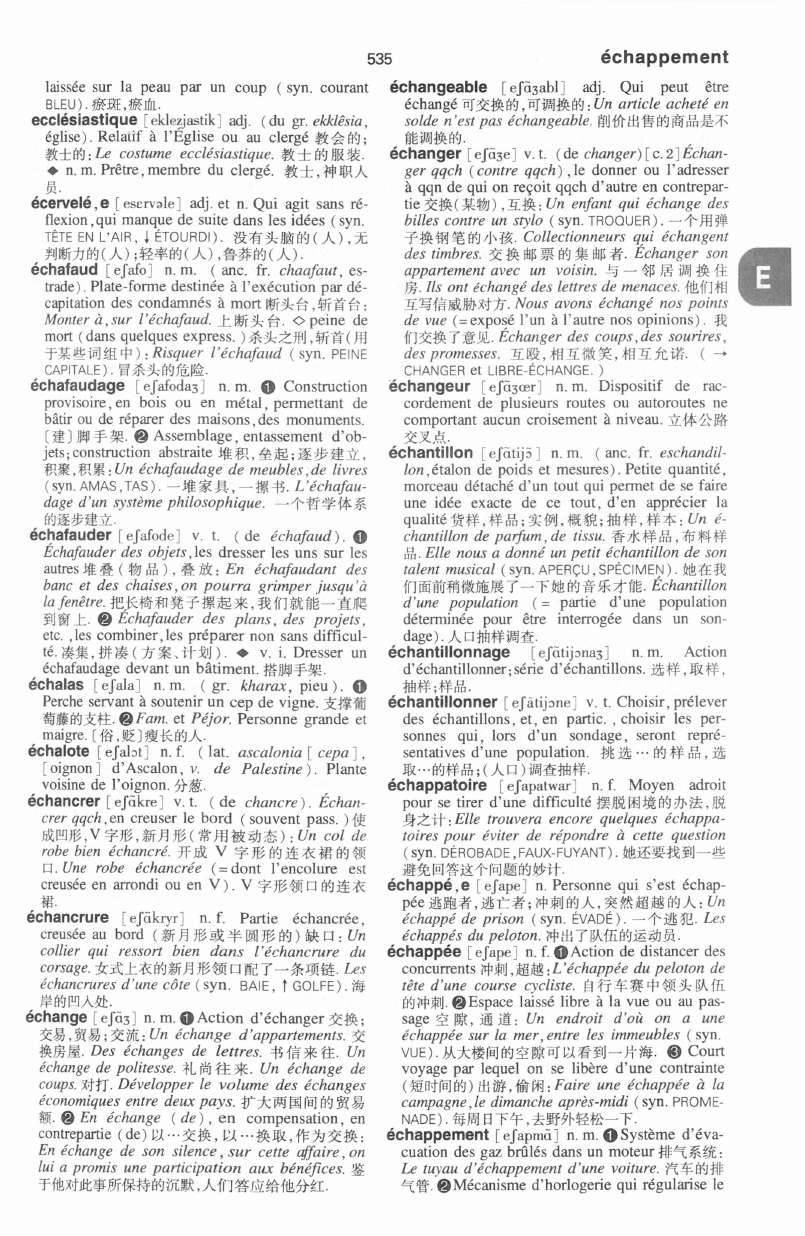 535
échappement
laissée sur la peau par un coup (syn. courant
BLEU). 瘀斑,瘀血.
ecclésiastique [eklezjastik] adj. (du gr. ekklêsia,
église). Relatif à l'Église ou au clergé 教会的;
教士的: Le costume ecclésiastique. 教士的服装.
◆ n. m. Prêtre, membre du clergé. 教士,神职人
员.
écervelé,e [esɛrvəle] adj. et n. Qui agit sans ré-
flexion, qui manque de suite dans les idées (syn.
TÊTE EN L'AIR, ↓ÉTOURDI). 没有头脑的(人),无
判断力的(人);轻率的(人),鲁莽的(人).
échafaud [eʃafo] n. m. (anc. fr. chaafaut, es-
trade). Plate-forme destinée à l'exécution par dé-
capitation des condamnés à mort 断头台,斩首台:
Monter à, sur l'échafaud. 上断头台. ◇ peine de
mort (dans quelques express.) 杀头之刑,斩首(用
于某些词组中): Risquer l'échafaud (syn. PEINE
CAPITALE). 冒杀头的危险.
échafaudage [eʃafodaʒ] n. m. ❶ Construction
provisoire, en bois ou en métal, permettant de
bâtir ou de réparer des maisons, des monuments.
[建] 脚手架. ❷ Assemblage, entassement d'ob-
jets; construction abstraite 堆积,垒起;逐步建立,
积聚,积累: Un échafaudage de meubles, de livres
(syn. AMAS, TAS). 一堆家具,一摞书. L'échafau-
dage d'un système philosophique. 一个哲学体系
的逐步建立.
échafauder [eʃafode] v. t. (de échafaud). ❶
Échafauder des objets, les dresser les uns sur les
autres 堆叠(物品),叠放: En échafaudant des
banc et des chaises, on pourra grimper jusqu'à
la fenêtre. 把长椅和凳子摞起来,我们就能一直爬
到窗上. ❷ Échafauder des plans, des projets,
etc., les combiner, les préparer non sans difficul-
té. 凑集,拼凑(方案、计划). ◆ v. i. Dresser un
échafaudage devant un bâtiment. 搭脚手架.
échalas [eʃala] n. m. (gr. kharax, pieu). ❶
Perche servant à soutenir un cep de vigne. 支撑葡
萄藤的支柱. ❷ Fam. et Péjor. Personne grande et
maigre. [俗,贬]瘦长的人.
échalote [eʃalɔt] n. f. (lat. ascalonia [cepa],
[oignon] d'Ascalon, v. de Palestine). Plante
voisine de l'oignon. 分葱.
échancrer [eʃɑ̃kre] v. t. (de chancre). Échan-
crer qqch, en creuser le bord (souvent pass.) 使
成凹形,V字形,新月形(常用被动态): Un col de
robe bien échancré. 开成 V 字形的连衣裙的领
口. Une robe échancrée (= dont l'encolure est
creusée en arrondi ou en V). V 字形领口的连衣
裙.
échancrure [eʃɑ̃kryr] n. f. Partie échancrée,
creusée au bord (新月形或半圆形的)缺口: Un
collier qui ressort bien dans l'échancrure du
corsage. 女式上衣的新月形领口配了一条项链. Les
échancrures d'une côte (syn. BAIE, ↑GOLFE). 海
岸的凹入处.
échange [eʃɑ̃ʒ] n. m. ❶ Action d'échanger 交换;
交易,贸易;交流: Un échange d'appartements. 交
换房屋. Des échanges de lettres. 书信来往. Un
échange de politesse. 礼尚往来. Un échange de
coups. 对打. Développer le volume des échanges
économiques entre deux pays. 扩大两国间的贸易
额. ❷ En échange (de), en compensation, en
contrepartie (de) 以…交换,以…换取,作为交换:
En échange de son silence, sur cette affaire, on
lui a promis une participation aux bénéfices. 鉴
于他对此事所保持的沉默,人们答应给他分红.
échangeable [eʃɑ̃ʒabl] adj. Qui peut être
échangé 可交换的,可调换的: Un article acheté en
solde n'est pas échangeable. 削价出售的商品是不
能调换的.
échanger [eʃɑ̃ʒe] v. t. (de changer) [c. 2] Échan-
ger qqch (contre qqch), le donner ou l'adresser
à qqn de qui on reçoit qqch d'autre en contrepar-
tie 交换(某物),互换: Un enfant qui échange des
billes contre un stylo (syn. TROQUER). 一个用弹
子换钢笔的小孩. Collectionneurs qui échangent
des timbres. 交换邮票的集邮者. Échanger son
appartement avec un voisin. 与一邻居调换住
房. Ils ont échangé des lettres de menaces. 他们相
互写信威胁对方. Nous avons échangé nos points
de vue (= exposé l'un à l'autre nos opinions). 我
们交换了意见. Échanger des coups, des sourires,
des promesses. 互殴,相互微笑,相互允诺. (→
CHANGER et LIBRE-ÉCHANGE.)
échangeur [eʃɑ̃ʒœr] n. m. Dispositif de rac-
cordement de plusieurs routes ou autoroutes ne
comportant aucun croisement à niveau. 立体公路
交叉点.
échantillon [eʃɑ̃tijɔ̃] n. m. (anc. fr. eschandil-
lon, étalon de poids et mesures). Petite quantité,
morceau détaché d'un tout qui permet de se faire
une idée exacte de ce tout, d'en apprécier la
qualité 货样,样品;实例,概貌;抽样,样本: Un é-
chantillon de parfum, de tissu. 香水样品,布料样
品. Elle nous a donné un petit échantillon de son
talent musical (syn. APERÇU, SPÉCIMEN). 她在我
们面前稍微施展了一下她的音乐才能. Échantillon
d'une population (= partie d'une population
déterminée pour être interrogée dans un son-
dage). 人口抽样调查.
échantillonnage [eʃɑ̃tijɔnaʒ] n. m. Action
d'échantillonner; série d'échantillons. 选样,取样,
抽样;样品.
échantillonner [eʃɑ̃tijɔne] v. t. Choisir, prélever
des échantillons, et, en partic., choisir les per-
sonnes qui, lors d'un sondage, seront repré-
sentatives d'une population. 挑选…的样品,选
取…的样品;(人口)调查抽样.
échappatoire [eʃapatwar] n. f. Moyen adroit
pour se tirer d'une difficulté 摆脱困境的办法,脱
身之计: Elle trouvera encore quelques échappa-
toires pour éviter de répondre à cette question
(syn. DÉROBADE, FAUX-FUYANT). 她还要找到一些
避免回答这个问题的妙计.
échappé,e [eʃape] n. Personne qui s'est échap-
pée 逃跑者,逃亡者;冲刺的人,突然超越的人: Un
échappé de prison (syn. ÉVADÉ). 一个逃犯. Les
échappés du peloton. 冲出了队伍的运动员.
échappée [eʃape] n. f. ❶ Action de distancer des
concurrents 冲刺,超越: L'échappée du peloton de
tête d'une course cycliste. 自行车赛中领头队伍
的冲刺. ❷ Espace laissé libre à la vue ou au pas-
sage 空隙,通道: Un endroit d'où on a une
échappée sur la mer, entre les immeubles (syn.
VUE). 从大楼间的空隙可以看到一片海. ❸ Court
voyage par lequel on se libère d'une contrainte
(短时间的)出游,偷闲: Faire une échappée à la
campagne, le dimanche après-midi (syn. PROME-
NADE). 每周日下午,去野外轻松一下.
échappement [eʃapmɑ̃] n. m. ❶ Système d'éva-
cuation des gaz brûlés dans un moteur 排气系统:
Le tuyau d'échappement d'une voiture. 汽车的排
气管. ❷ Mécanisme d'horlogerie qui régularise le
E